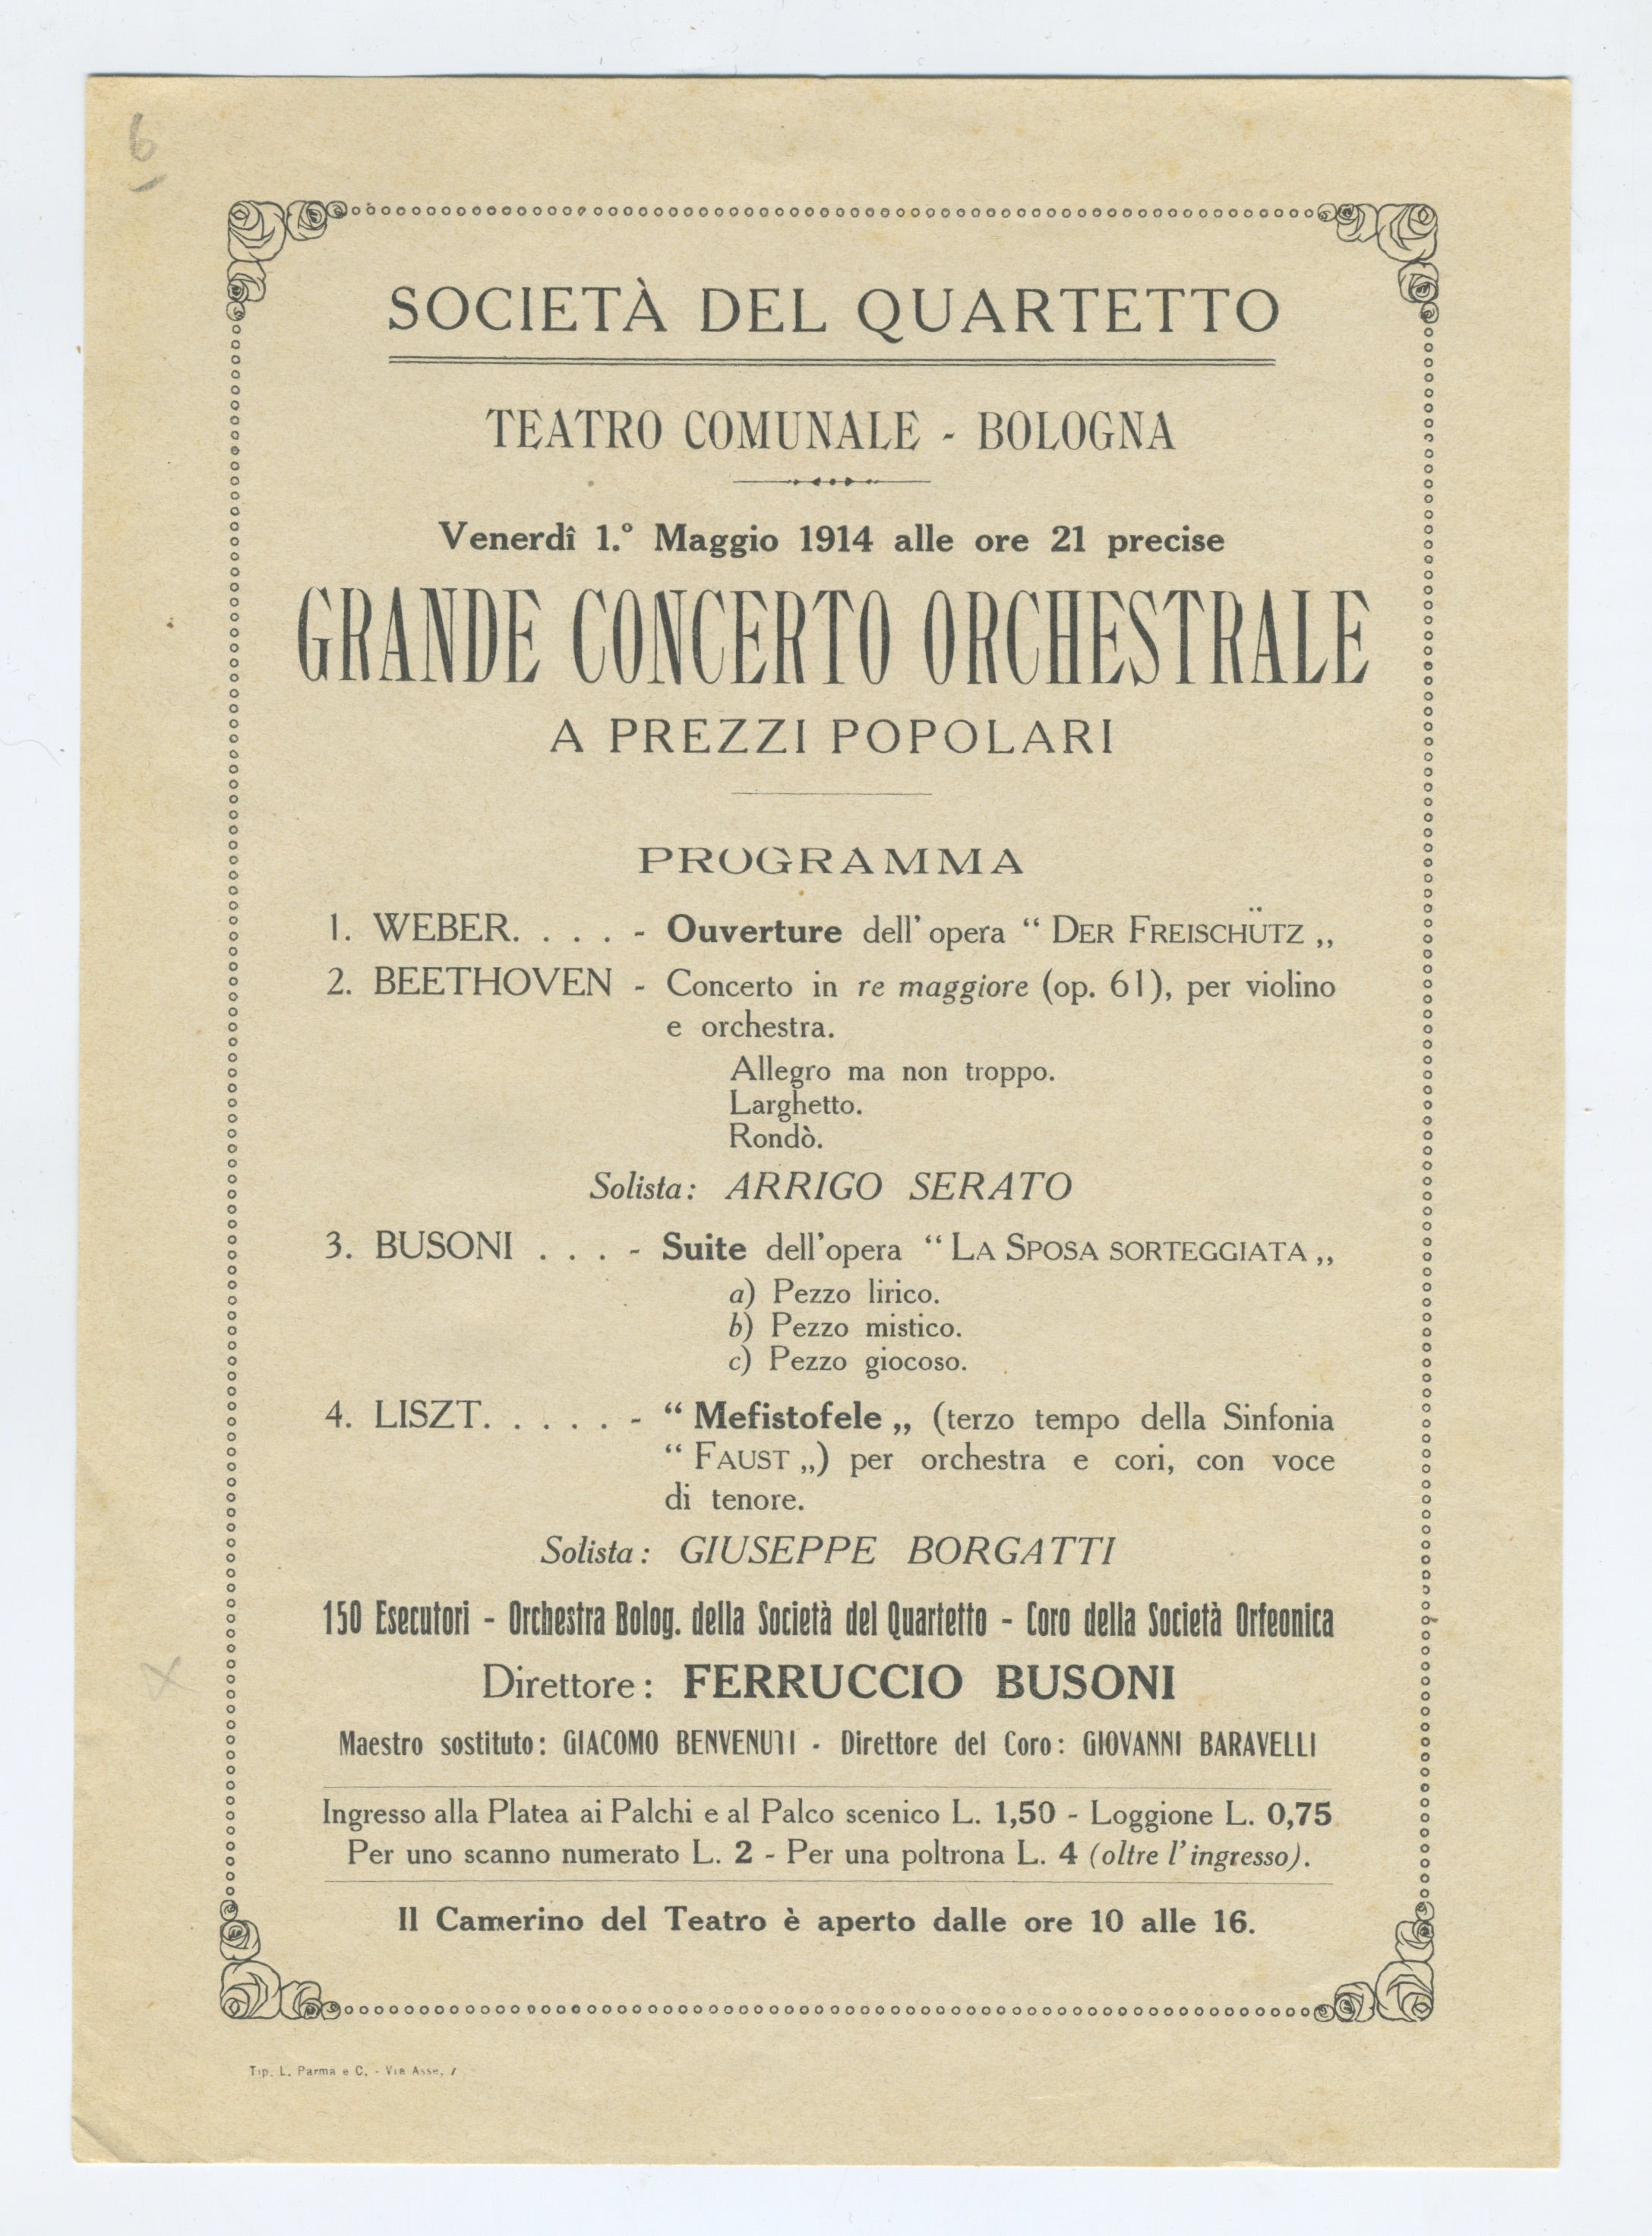 6
SOCIETÀ DEL QUARTETTO
TEATRO COMUNALE - BOLOGNA
Venerdî 1.º Maggio 1914 alle ore 21 precise
GRANDE CONCERTO ORCHESTRALE
A PREZZI POPOLARI
PROGRAMMA
1. WEBER. . . . - Ouverture dell' opera “ DER FREISCHÜTZ „
2. BEETHOVEN - Concerto in re maggiore (op. 61), per violino
e orchestra.
Allegro ma non troppo.
Larghetto.
Rondò.
Solista: ARRIGO SERATO
3. BUSONI . . . - Suite dell'opera “ LA SPOSA SORTEGGIATA „
a) Pezzo lirico.
b) Pezzo mistico.
c) Pezzo giocoso.
4. LISZT. . . . . - “ Mefistofele „ (terzo tempo della Sinfonia
“ FAUST „) per orchestra e cori, con voce
di tenore.
Solista: GIUSEPPE BORGATTI
150 Esecutori - Orchestra Bolog. della Società del Quartetto - Coro della Società Orfeonica
Direttore: FERRUCCIO BUSONI
Maestro sostituto: GIACOMO BENVENUTI - Direttore del Coro: GIOVANNI BARAVELLI
Ingresso alla Platea ai Palchi e al Palco scenico L. 1,50 - Loggione L. 0,75
Per uno scanno numerato L. 2 - Per una poltrona L. 4 (oltre l'ingresso).
Il Camerino del Teatro è aperto dalle ore 10 alle 16.
Tip. L. Parma e C. - Via Asse, 7